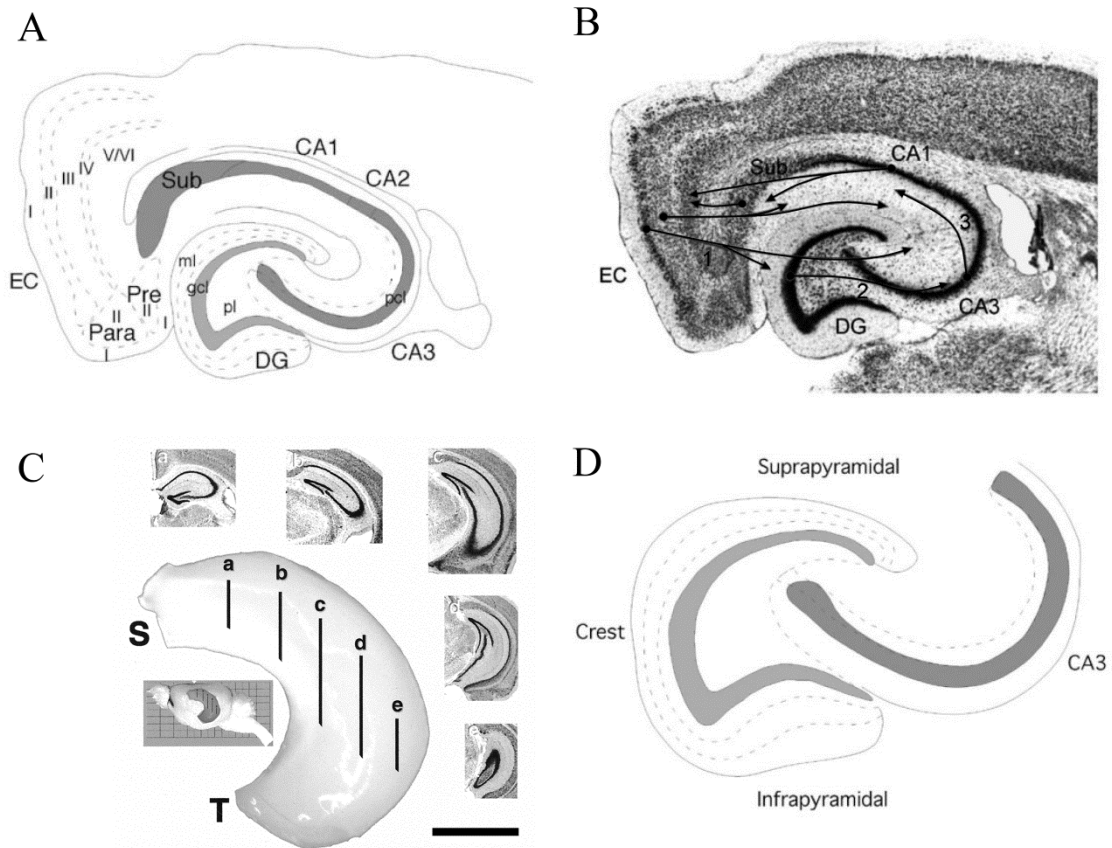 A
CA1
CA2
Sub
V/VI
IV
III
II
I
EC
ml
gcl
pl
pcl
Pre
II
II
I
Para
I
DG
CA3
B
Sub
CA1
3
EC
1
2
CA3
DG
C
a
c
a
b
c
d
e
S
T
e
D
Suprapyramidal
Crest
CA3
Infrapyramidal